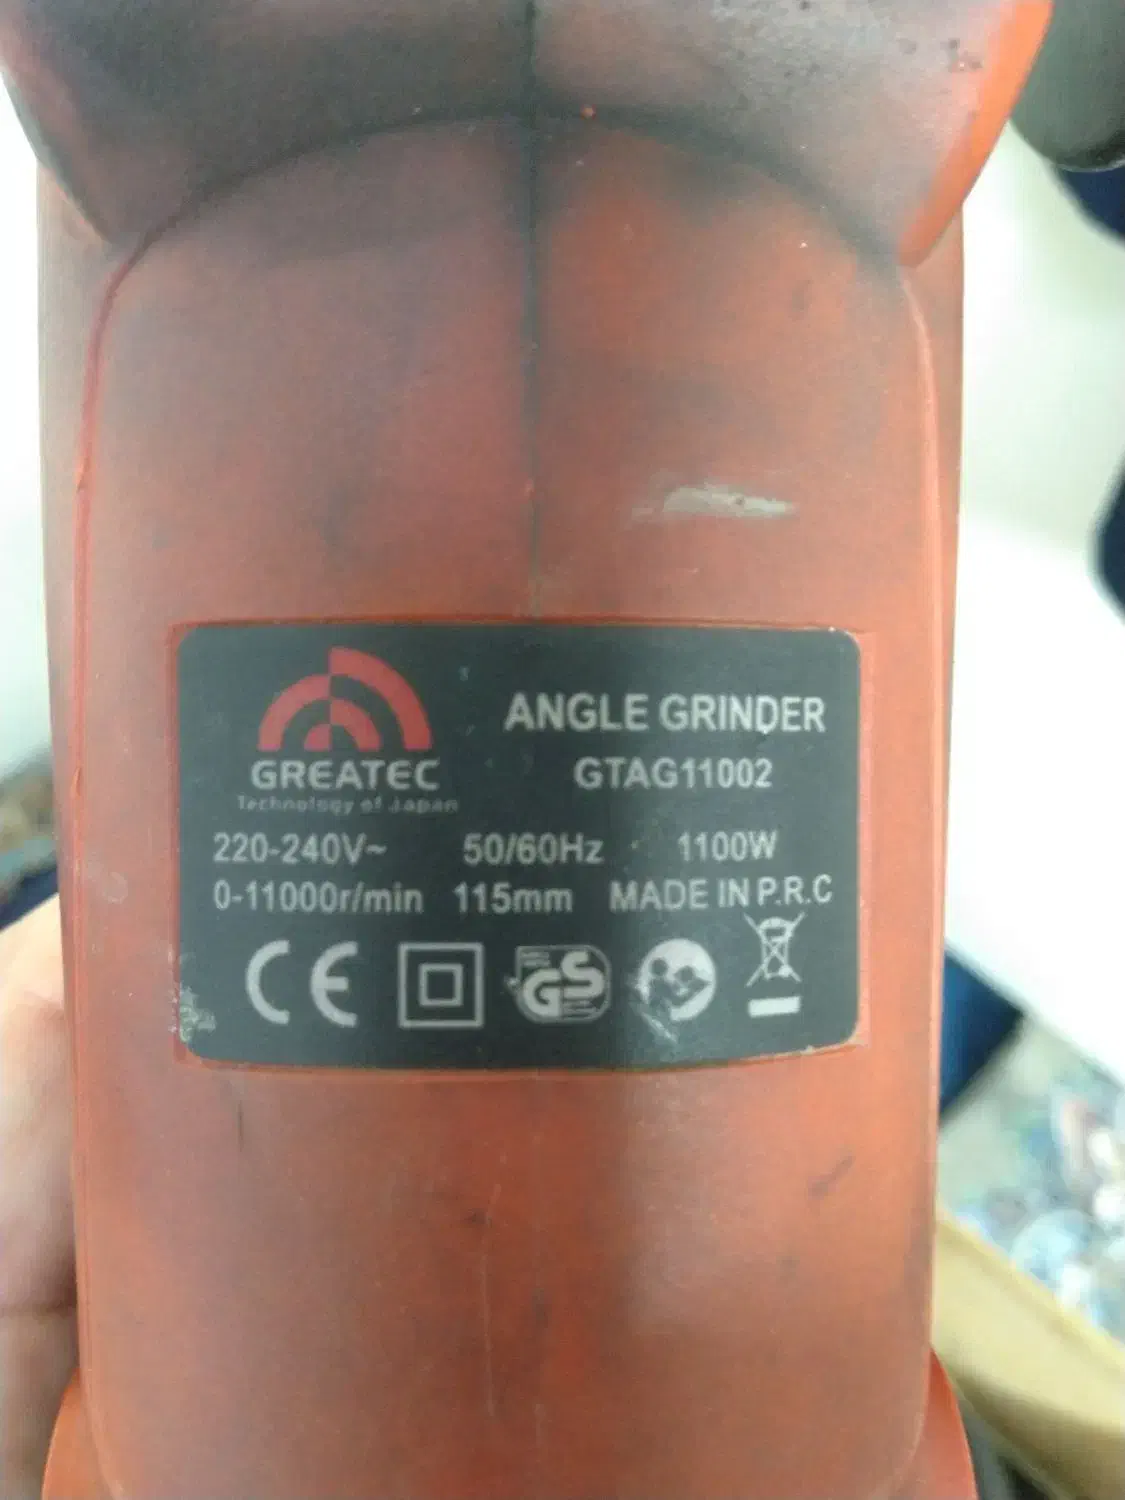 GREATEC
Technology of Japan
ANGLE GRINDER
GTAG11002
220-240V~ 50/60Hz 1100W
0-11000r/min 115mm MADE IN P.R.C
CE GS